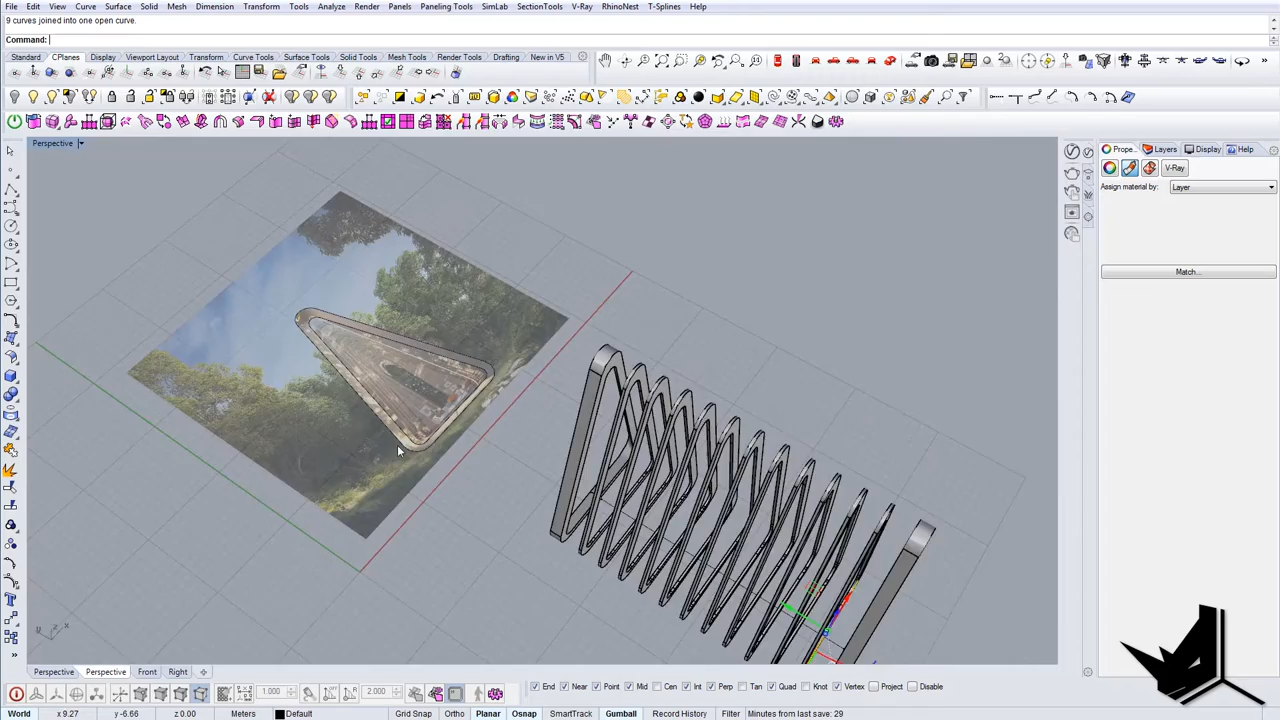 File Edit View Curve Surface Solid Mesh Dimension Transform Tools Analyze Render Panels Paneling Tools SimLab SectionTools V-Ray RhinoNest T-Splines Help
9 curves joined into one open curve.
Command:
Standard CPlanes Display Viewport Layout Transform Curve Tools Surface Tools Solid Tools Mesh Tools Render Tools Drafting New in V5
Perspective
Prope... Layers Display Help
V-Ray
Assign material by: Layer
Match...
Perspective Perspective Front Right
1.000 2.000 End Near Point Mid Cen Int Perp Tan Quad Knot Vertex Project Disable
World x 9.27 y -6.66 z 0.00 Meters Default Grid Snap Ortho Planar Osnap SmartTrack Gumball Record History Filter Minutes from last save: 29